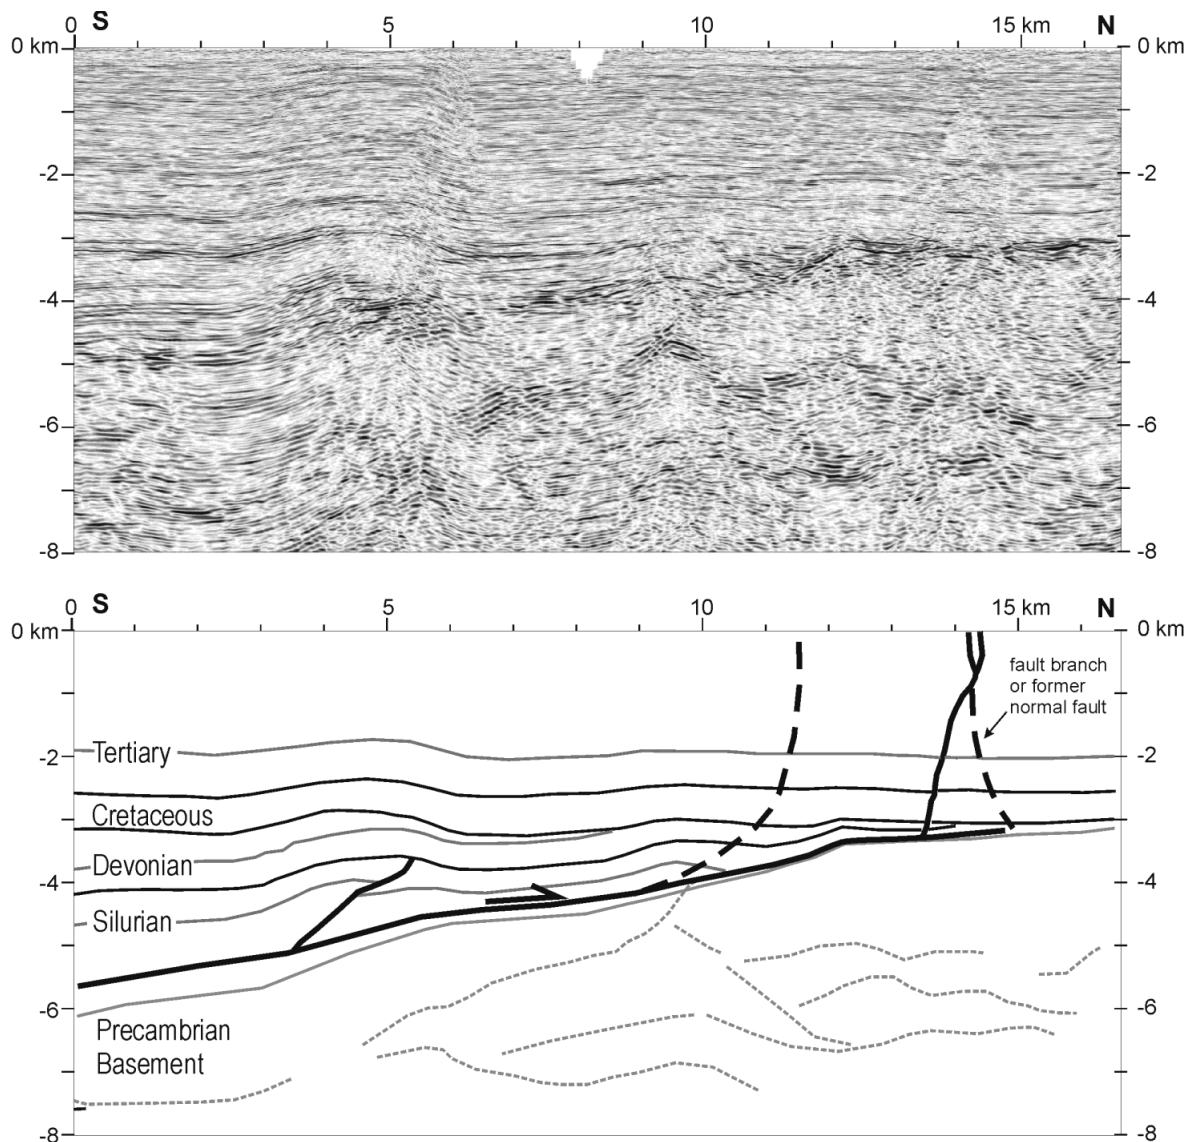 0 S 5 10 15 km N
0 km 0 km
-2 -2
-4 -4
-6 -6
-8 -8
0 S 5 10 15 km N
0 km 0 km
fault branch
or former
normal fault
Tertiary
-2 -2
Cretaceous
Devonian
-4 -4
Silurian
-6 -6
Precambrian
Basement
-8 -8